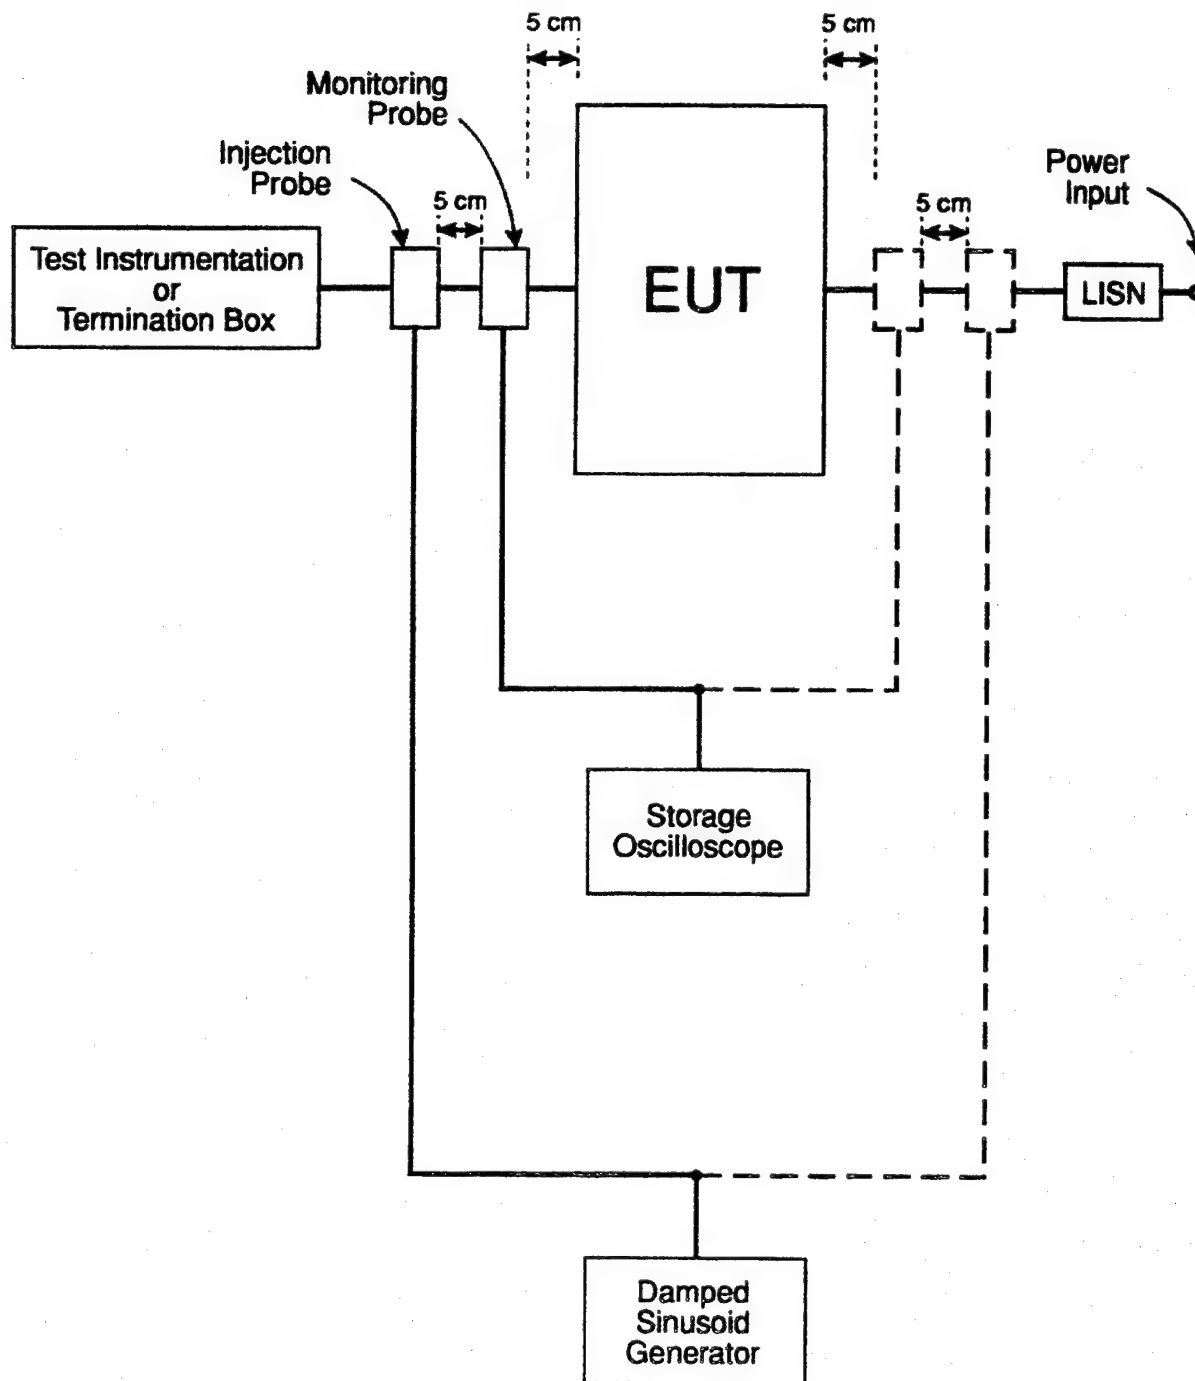 5 cm
5 cm
Monitoring
Probe
Injection
Probe
5 cm
Power
Input
5 cm
Test Instrumentation
or
Termination Box
EUT
LISN
Storage
Oscilloscope
Damped
Sinusoid
Generator